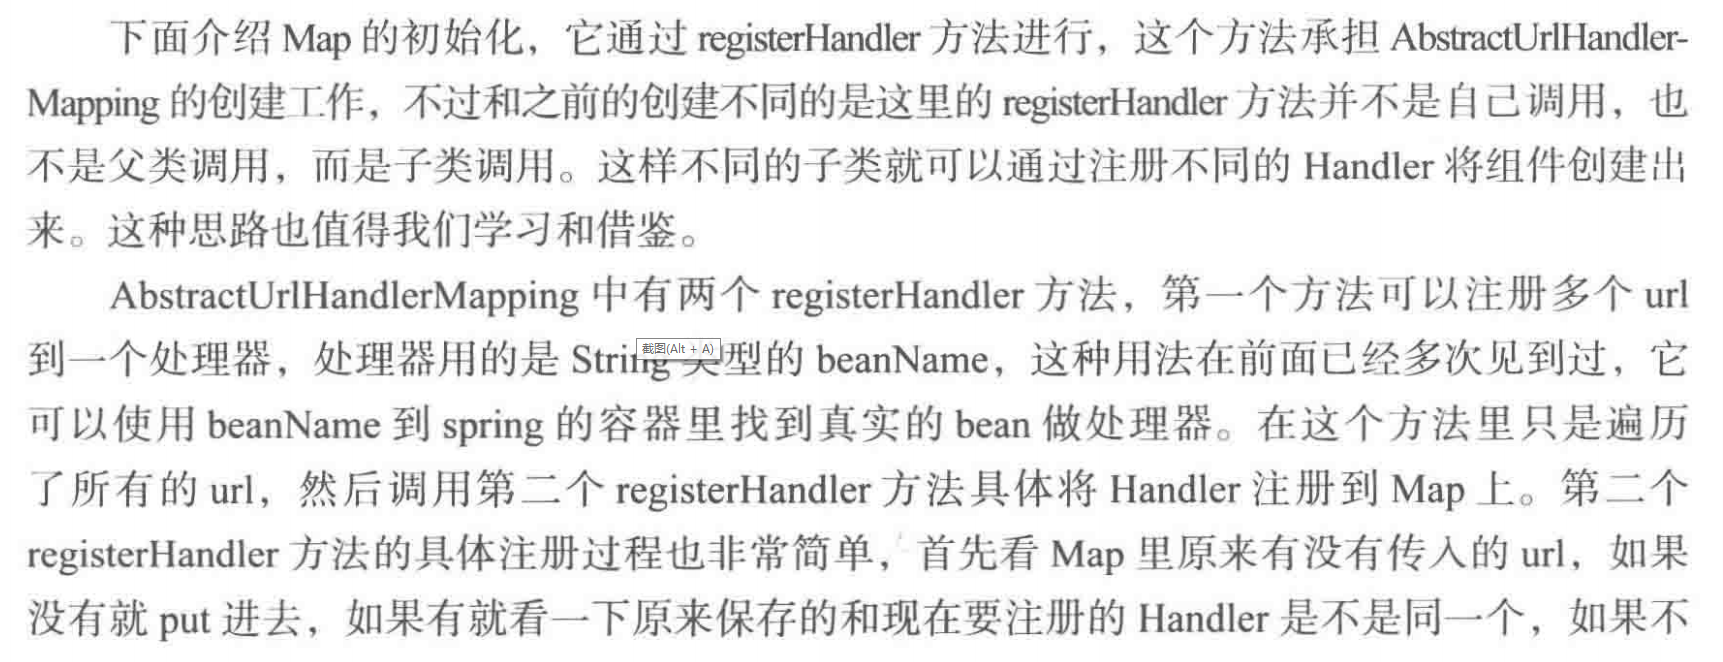 下面介绍 Map 的初始化，它通过 registerHandler 方法进行，这个方法承担 AbstractUrlHandler-
Mapping 的创建工作，不过和之前的创建不同的是这里的 registerHandler 方法并不是自己调用，也
不是父类调用，而是子类调用。这样不同的子类就可以通过注册不同的 Handler 将组件创建出
来。这种思路也值得我们学习和借鉴。
AbstractUrlHandlerMapping 中有两个 registerHandler 方法，第一个方法可以注册多个 url
到一个处理器，处理器用的是 String 类型的 beanName，这种用法在前面已经多次见到过，它
截图(Alt + A)
可以使用 beanName 到 spring 的容器里找到真实的 bean 做处理器。在这个方法里只是遍历
了所有的 url，然后调用第二个 registerHandler 方法具体将 Handler 注册到 Map 上。第二个
registerHandler 方法的具体注册过程也非常简单，首先看 Map 里原来有没有传入的 url，如果
没有就 put 进去，如果有就看一下原来保存的和现在要注册的 Handler 是不是同一个，如果不